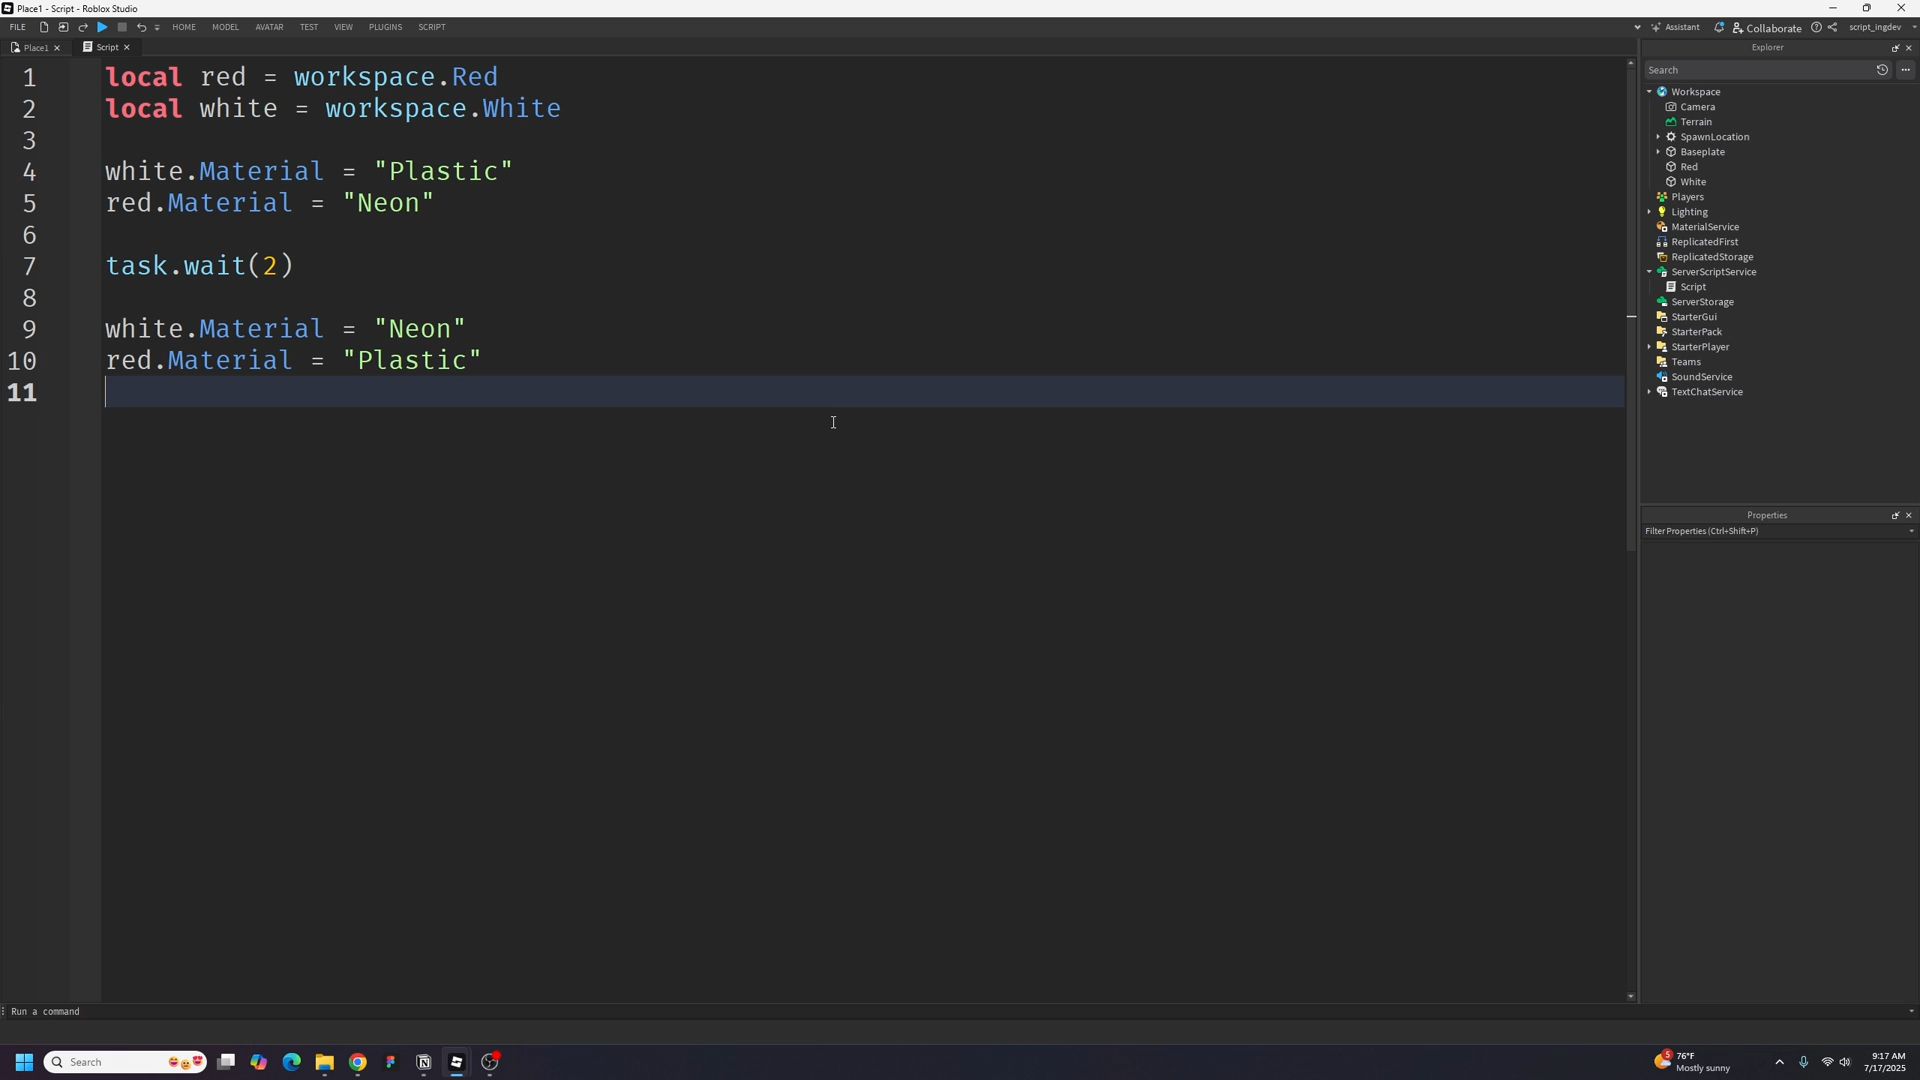 Place1 - Script - Roblox Studio
FILE HOME MODEL AVATAR TEST VIEW PLUGINS SCRIPT Assistant Collaborate script_ingdev
Place1 Script
1 local red = workspace.Red
2 local white = workspace.White
3
4 white.Material = "Plastic"
5 red.Material = "Neon"
6
7 task.wait(2)
8
9 white.Material = "Neon"
10 red.Material = "Plastic"
11
Explorer
Search
Workspace
Camera
Terrain
SpawnLocation
Baseplate
Red
White
Players
Lighting
MaterialService
ReplicatedFirst
ReplicatedStorage
ServerScriptService
Script
ServerStorage
StarterGui
StarterPack
StarterPlayer
Teams
SoundService
TextChatService
Properties
Filter Properties (Ctrl+Shift+P)
Run a command
Search
5
76°F
Mostly sunny
9:17 AM
7/17/2025